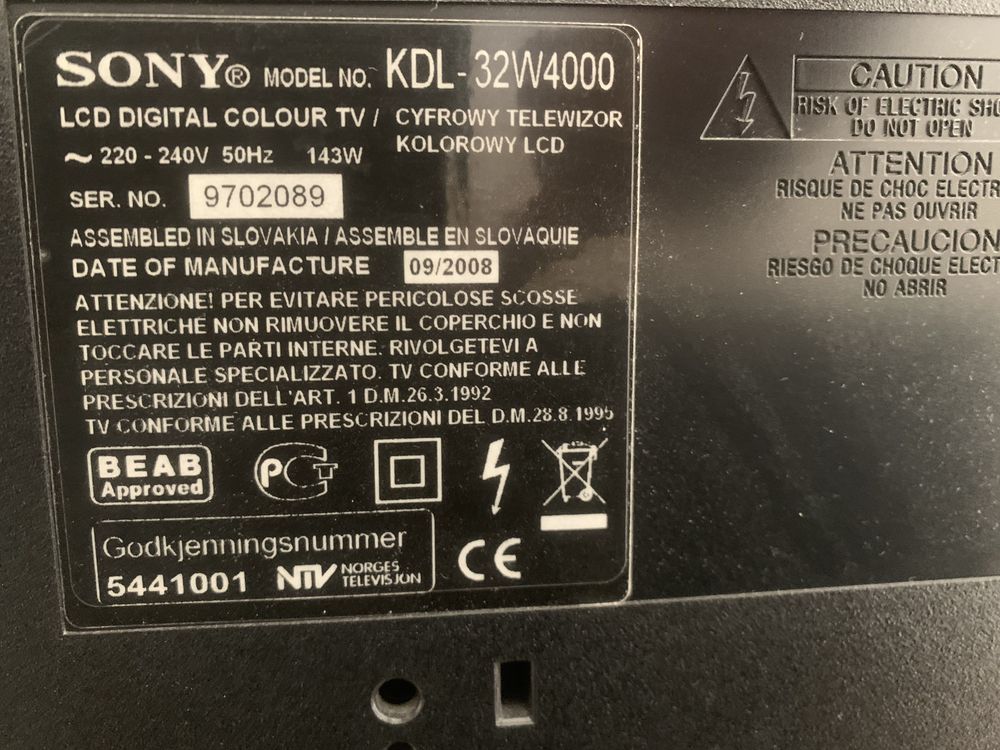 SONY® MODEL NO. KDL-32W4000
LCD DIGITAL COLOUR TV / CYFROWY TELEWIZOR
KOLOROWY LCD
~ 220 - 240V 50Hz 143W
SER. NO. 9702089
ASSEMBLED IN SLOVAKIA / ASSEMBLE EN SLOVAQUIE
DATE OF MANUFACTURE 09/2008
ATTENZIONE! PER EVITARE PERICOLOSE SCOSSE
ELETTRICHE NON RIMUOVERE IL COPERCHIO E NON
TOCCARE LE PARTI INTERNE. RIVOLGETEVI A
PERSONALE SPECIALIZZATO. TV CONFORME ALLE
PRESCRIZIONI DELL'ART. 1 D.M.26.3.1992
TV CONFORME ALLE PRESCRIZIONI DEL D.M.28.8.1995
BEAB
Approved
PCT
Godkjenningsnummer
5441001 NTV NORGES
TELEVISJON
CE
CAUTION
RISK OF ELECTRIC SHO
DO NOT OPEN
ATTENTION
RISQUE DE CHOC ELECTR
NE PAS OUVRIR
PRECAUCION
RIESGO DE CHOQUE ELECT
NO ABRIR